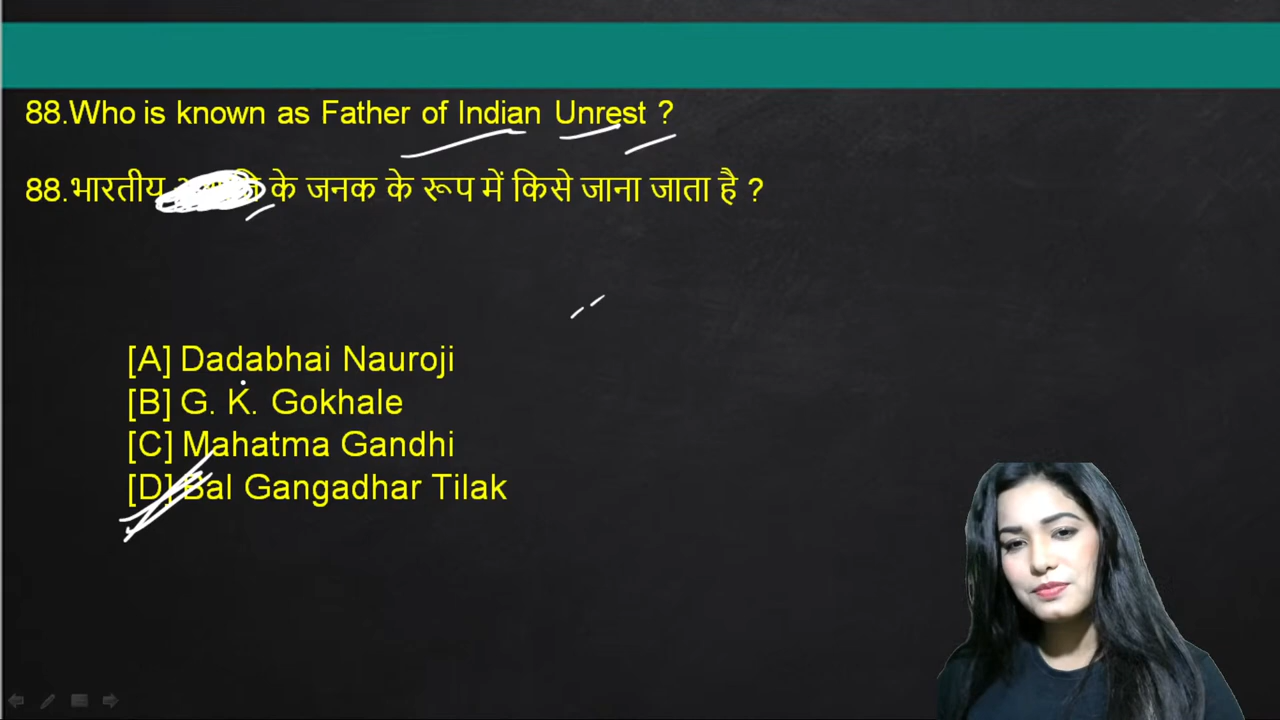 88.Who is known as Father of Indian Unrest ?
88.भारतीय के जनक के रूप में किसे जाना जाता है ?
[A] Dadabhai Nauroji
[B] G. K. Gokhale
[C] Mahatma Gandhi
[D] Bal Gangadhar Tilak